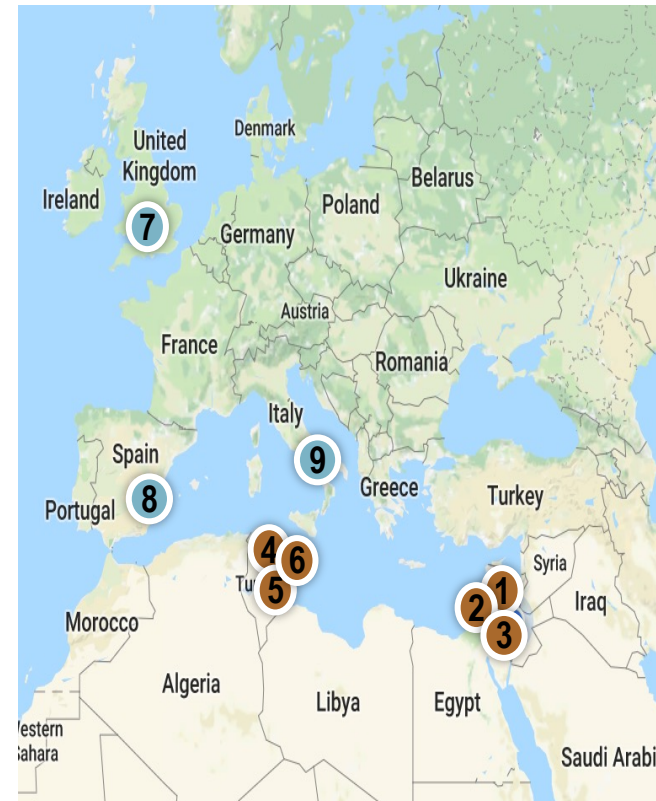 Denmark
United
Kingdom
Belarus
Ireland
Poland
7
Germany
Ukraine
Austria
France
Romania
Italy
Spain
9
Greece
8
Turkey
Portugal
4
6
Syria
Tu
5
1
Iraq
2
Morocco
3
Algeria
Libya
Egypt
estern
Sahara
Saudi Arabi